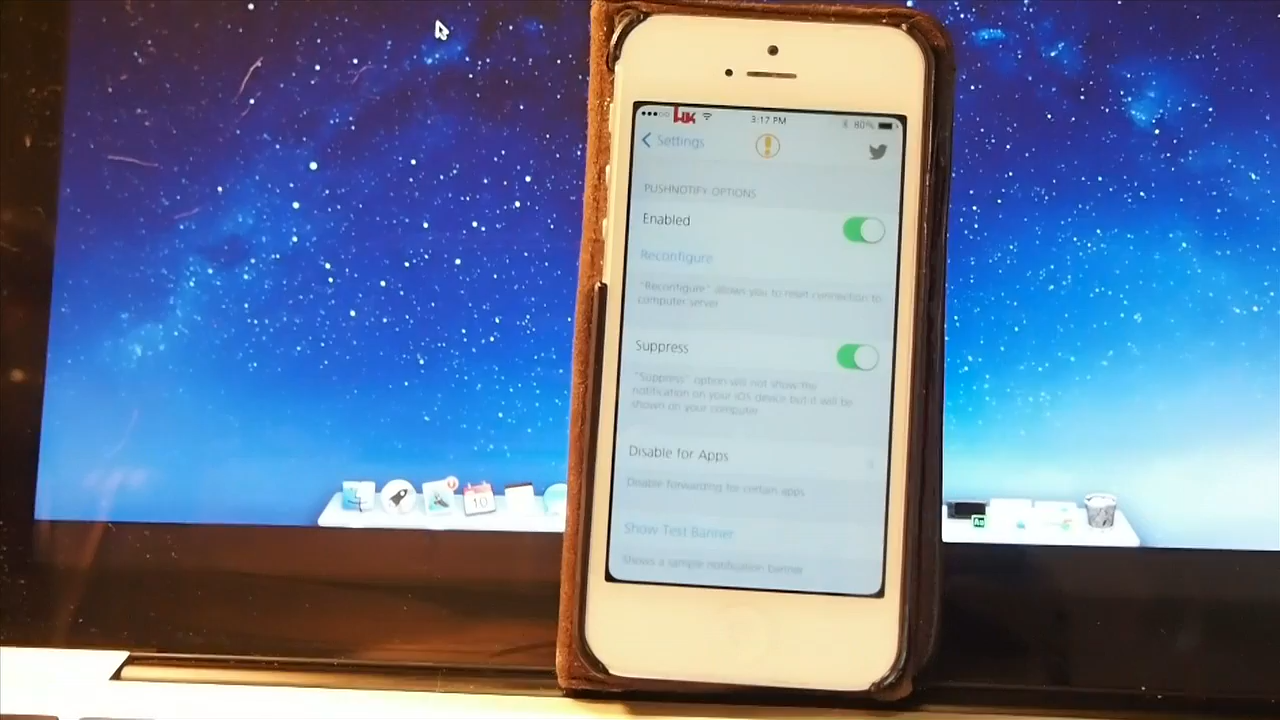 3:17 PM
80%
Settings
PUSHNOTIFY OPTIONS
Enabled
Reconfigure
"Reconfigure" allows you to reset connection to
computer server
Suppress
"Suppress" option will not show the
notification on your iOS device but it will be
shown on your computer
Disable for Apps
Disable forwarding for certain apps
Show Test Banner
Shows a sample notification banner
10